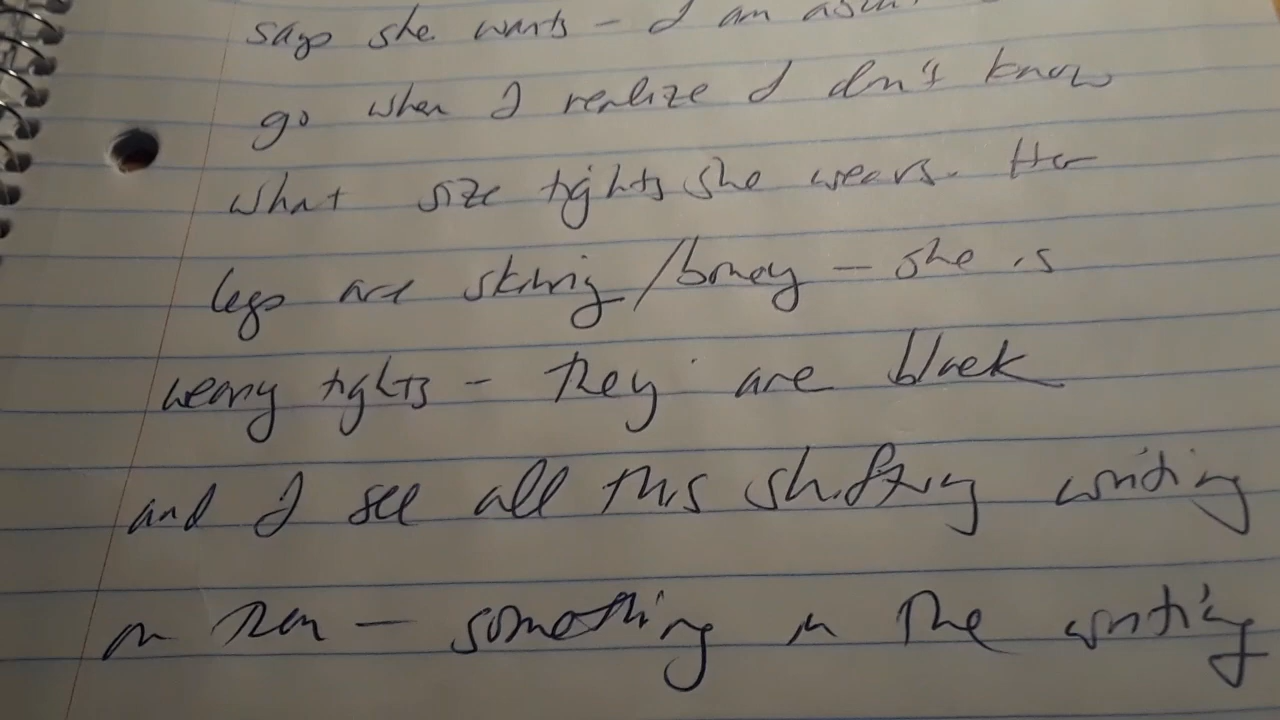 says she wants - I am
go when I realize I don't know
what size tights she wears. Her
legs are skinny/boney - she is
wearing tights - they are black
and I see all this shifting writing
on them - something in the writing